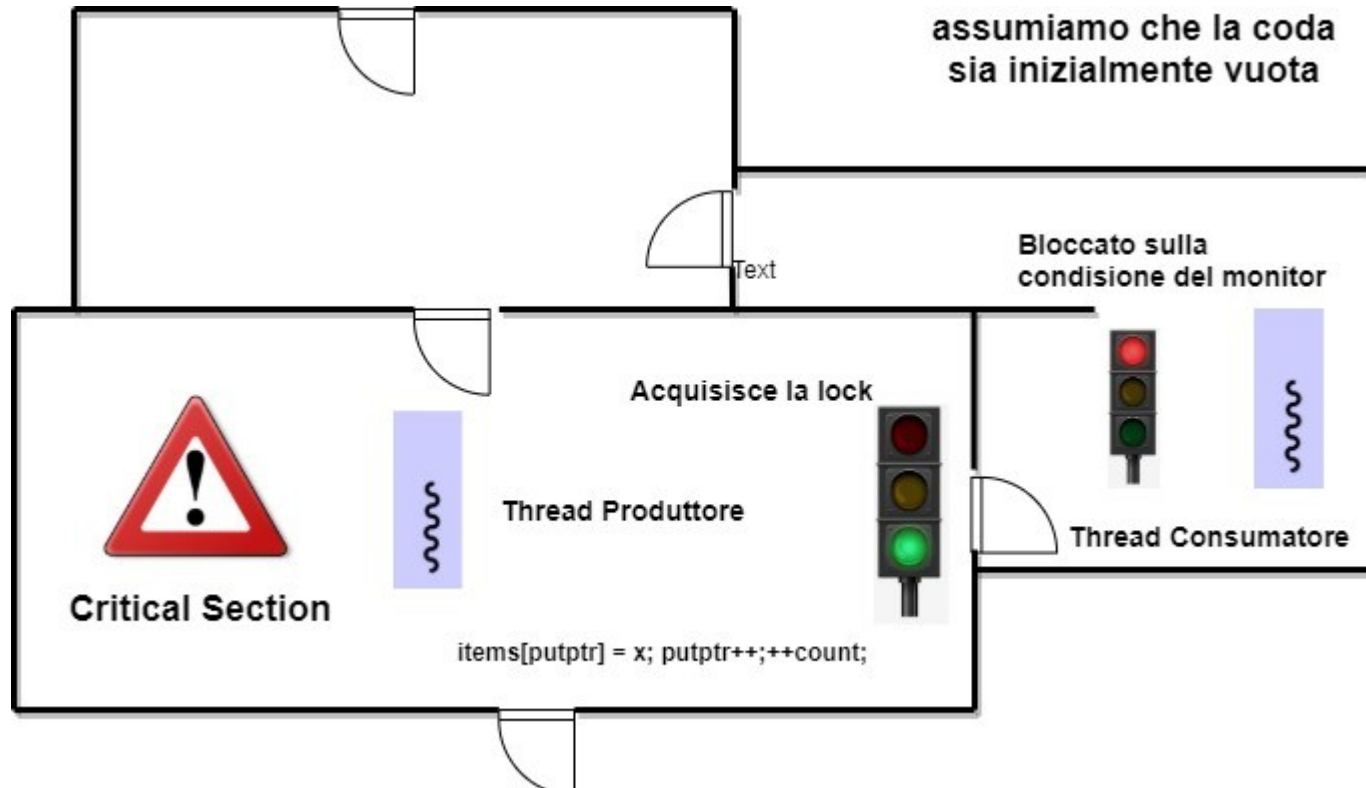 assumiamo che la coda
sia inizialmente vuota
Bloccato sulla
condisione del monitor
Text
Acquisisce la lock
Thread Produttore
Thread Consumatore
Critical Section
items[putptr] = x; putptr++;++count;